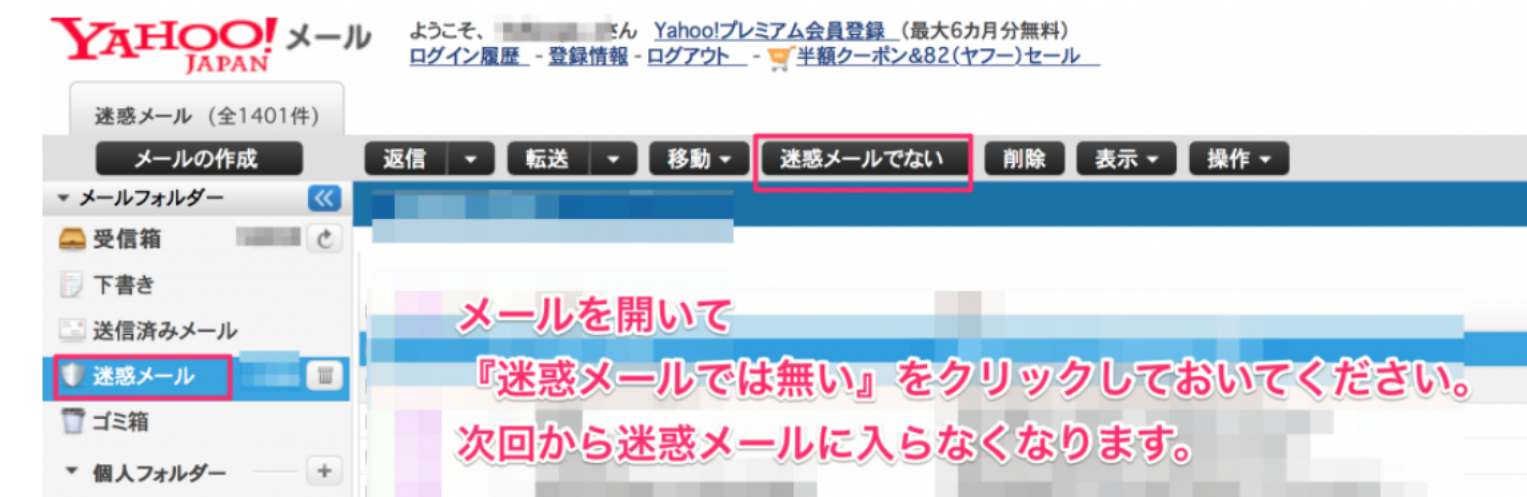 YAHOO! メール
JAPAN
ようこそ、 さん Yahoo!プレミアム会員登録 (最大6カ月分無料)
ログイン履歴 - 登録情報 - ログアウト - 半額クーポン&82(ヤフー)セール
迷惑メール (全1401件)
メールの作成 返信 転送 移動 迷惑メールでない 削除 表示 操作
メールフォルダー
受信箱
下書き
送信済みメール
迷惑メール
ゴミ箱
個人フォルダー
メールを開いて
『迷惑メールでは無い』をクリックしておいてください。
次回から迷惑メールに入らなくなります。